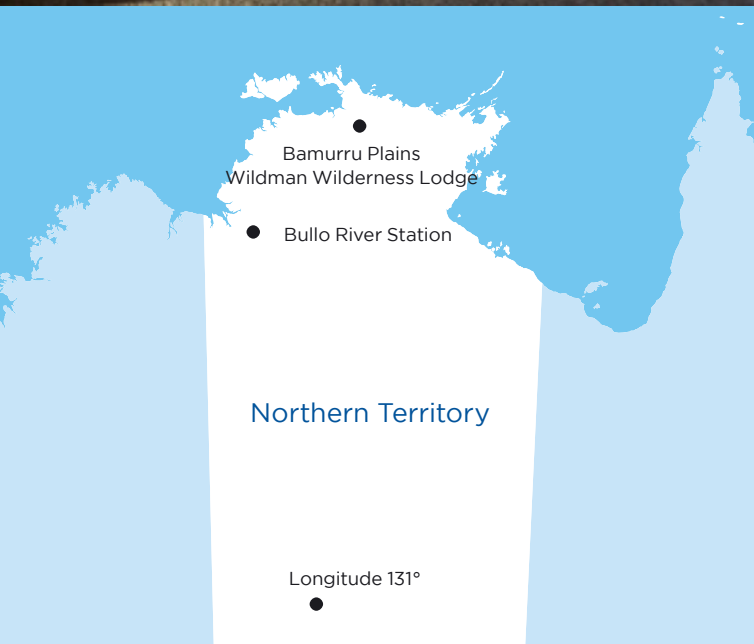 Bamurru Plains
Wildman Wilderness Lodge
Bullo River Station
Northern Territory
Longitude 131°